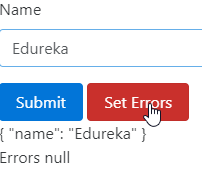 Name
Edureka
Submit Set Errors
{ "name": "Edureka" }
Errors null